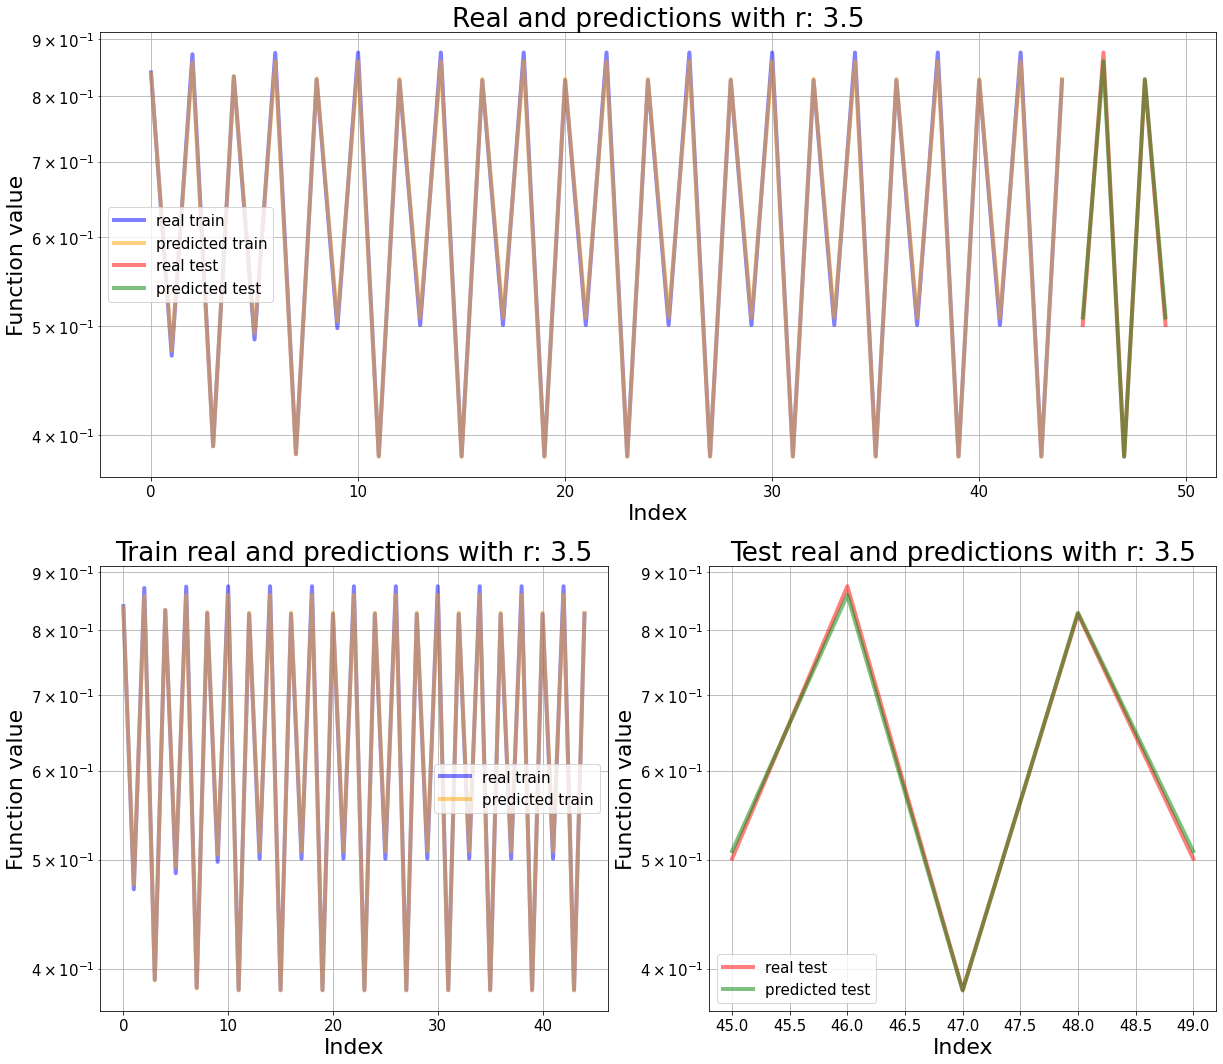 Real and predictions with r: 3.5
9 × 10⁻¹
8 × 10⁻¹
7 × 10⁻¹
6 × 10⁻¹
5 × 10⁻¹
4 × 10⁻¹
Function value
real train
predicted train
real test
predicted test
0 10 20 30 40 50
Index
Train real and predictions with r: 3.5
9 × 10⁻¹
8 × 10⁻¹
7 × 10⁻¹
6 × 10⁻¹
5 × 10⁻¹
4 × 10⁻¹
Function value
real train
predicted train
0 10 20 30 40
Index
Test real and predictions with r: 3.5
9 × 10⁻¹
8 × 10⁻¹
7 × 10⁻¹
6 × 10⁻¹
5 × 10⁻¹
4 × 10⁻¹
Function value
real test
predicted test
45.0 45.5 46.0 46.5 47.0 47.5 48.0 48.5 49.0
Index